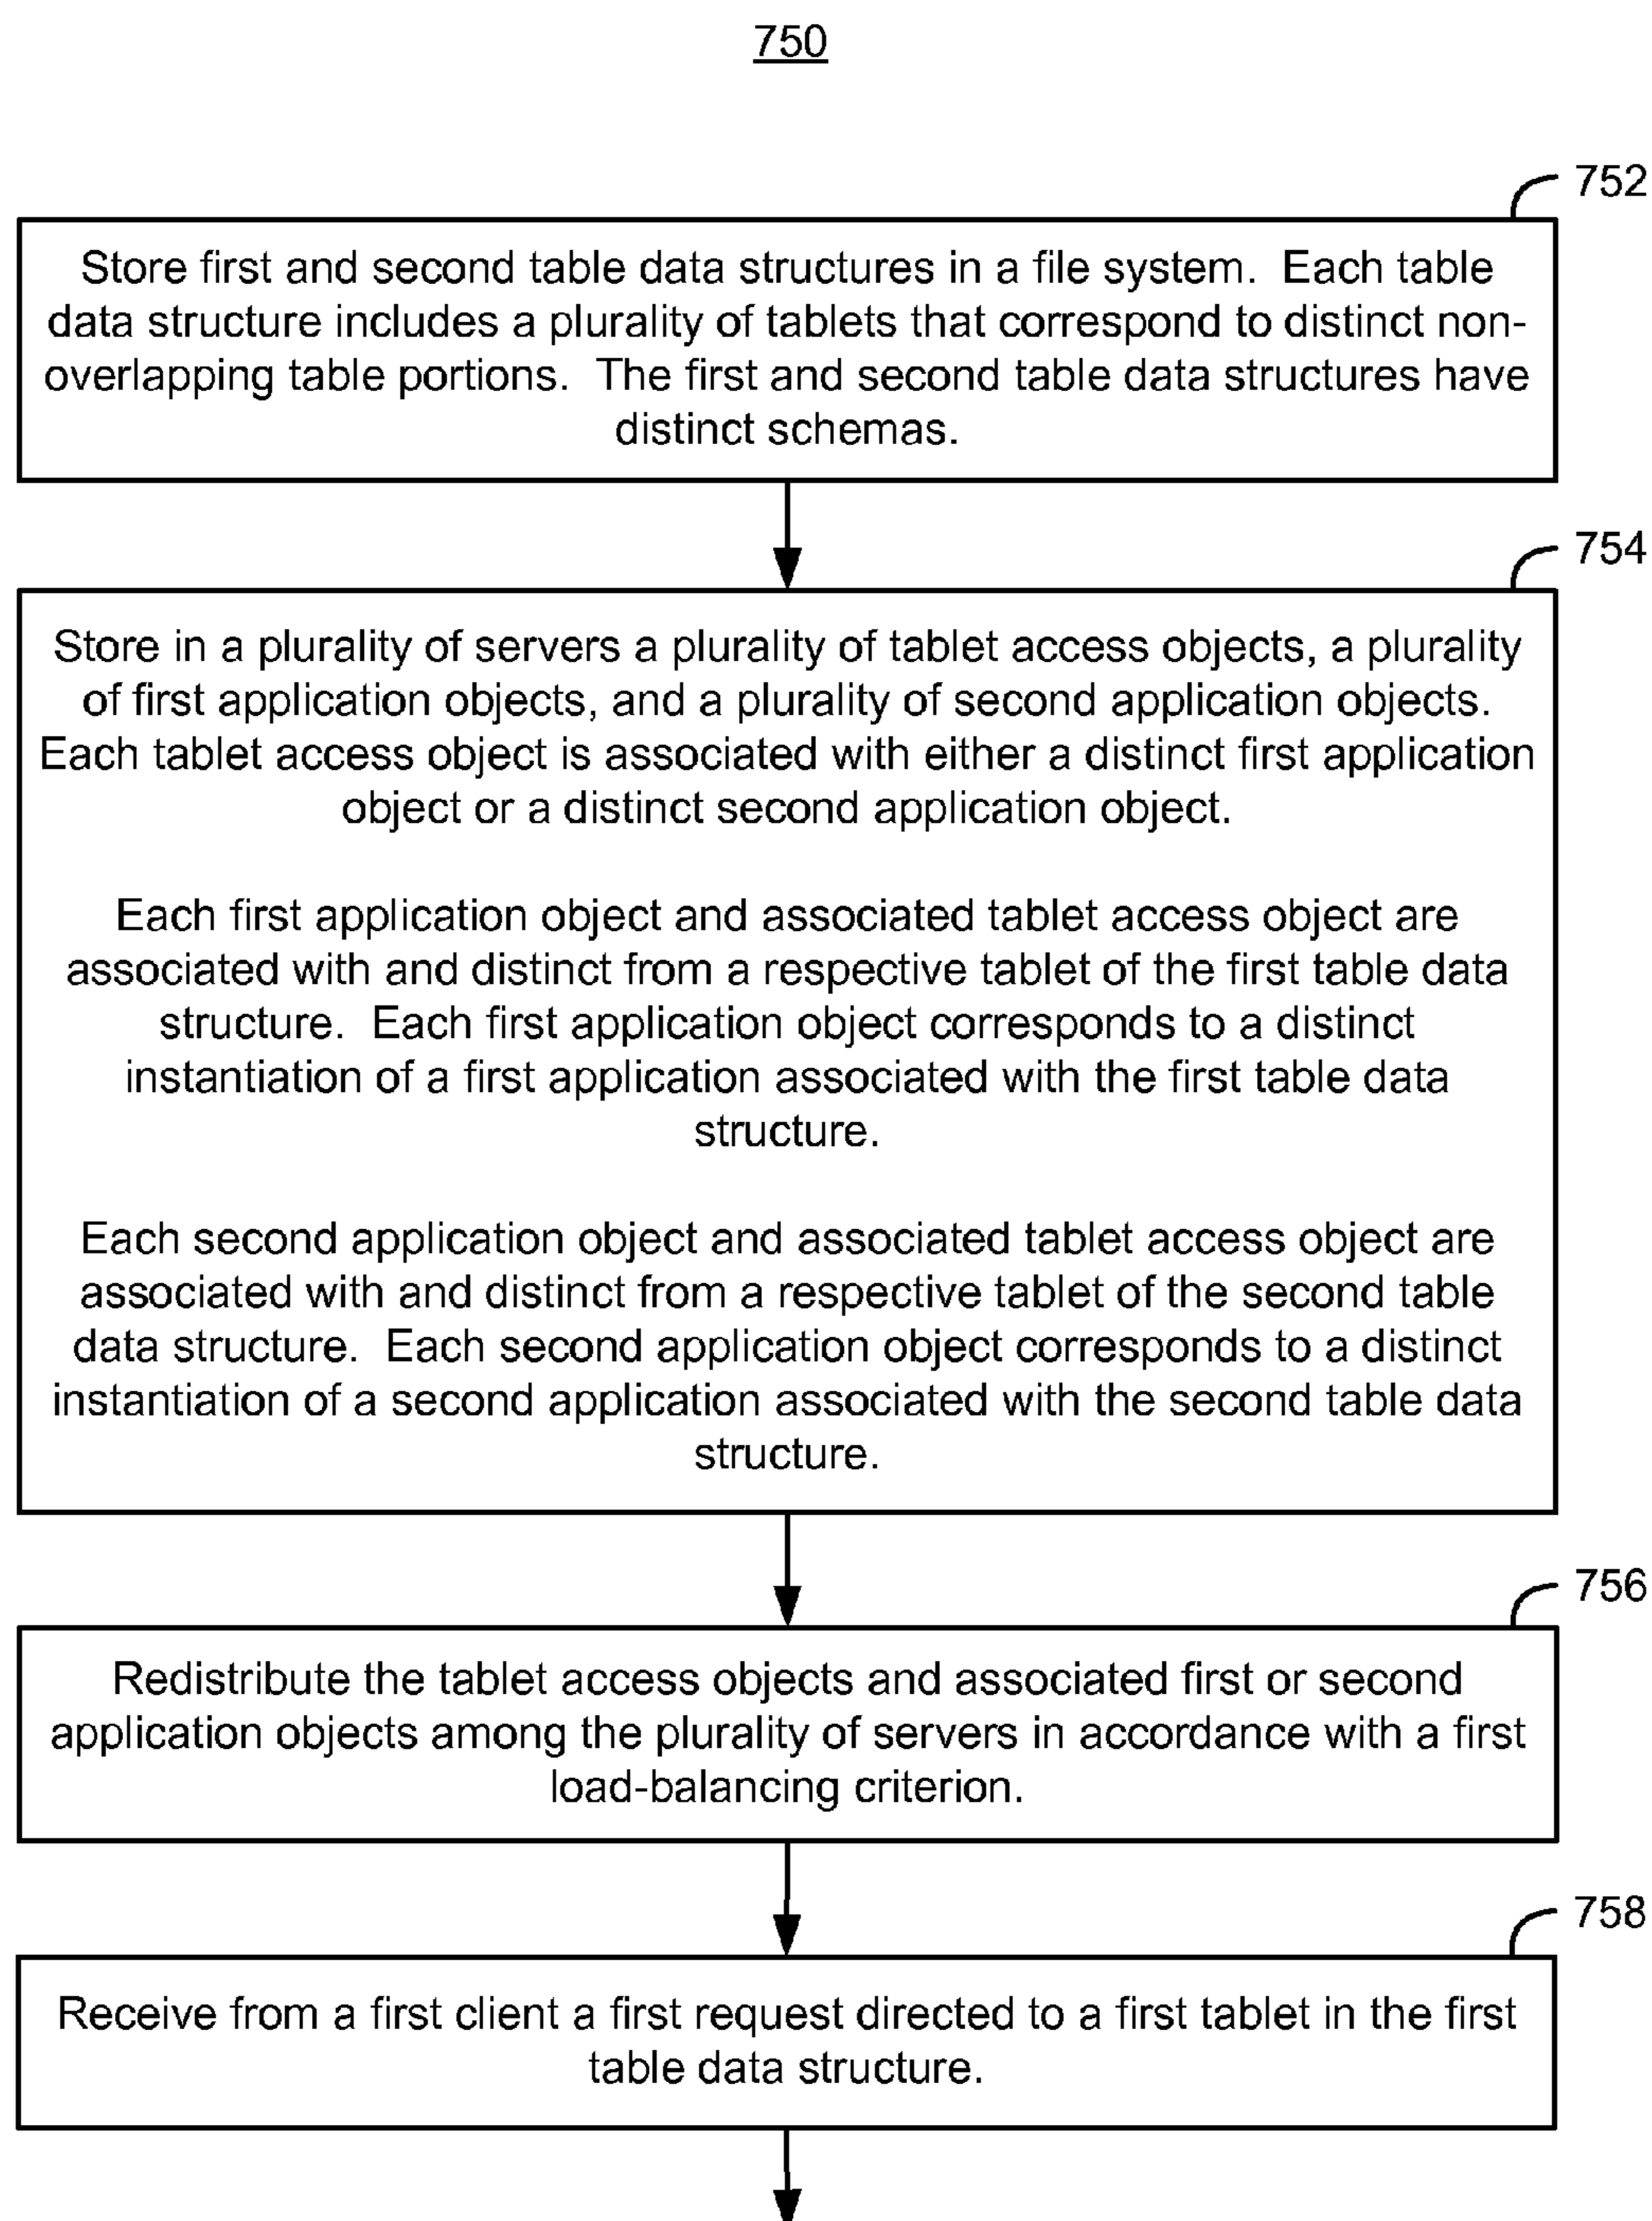 750
752
Store first and second table data structures in a file system. Each table
data structure includes a plurality of tablets that correspond to distinct non-
overlapping table portions. The first and second table data structures have
distinct schemas.
754
Store in a plurality of servers a plurality of tablet access objects, a plurality
of first application objects, and a plurality of second application objects.
Each tablet access object is associated with either a distinct first application
object or a distinct second application object.
Each first application object and associated tablet access object are
associated with and distinct from a respective tablet of the first table data
structure. Each first application object corresponds to a distinct
instantiation of a first application associated with the first table data
structure.
Each second application object and associated tablet access object are
associated with and distinct from a respective tablet of the second table
data structure. Each second application object corresponds to a distinct
instantiation of a second application associated with the second table data
structure.
756
Redistribute the tablet access objects and associated first or second
application objects among the plurality of servers in accordance with a first
load-balancing criterion.
758
Receive from a first client a first request directed to a first tablet in the first
table data structure.